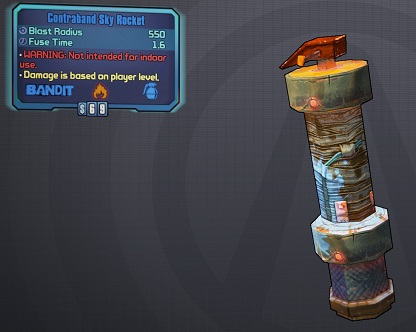 Contraband Sky Rocket
Blast Radius 550
Fuse Time 1.6
• WARNING: Not intended for indoor
use.
• Damage is based on player level.
BANDIT
$69